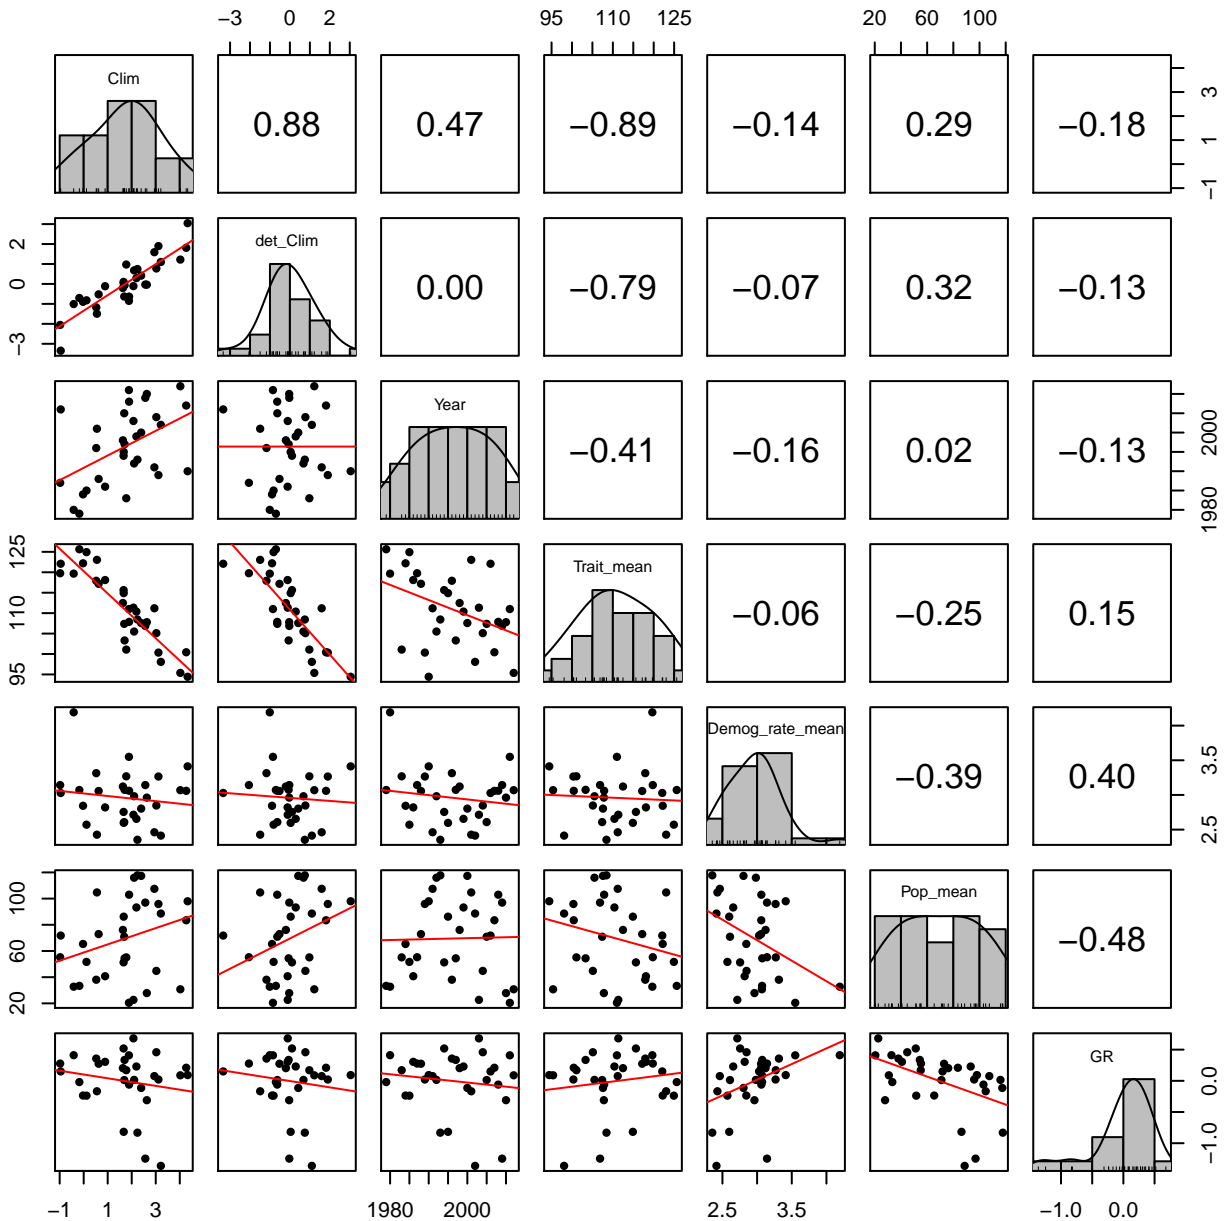 −3 0 2 95 110 125 20 60 100
Clim 0.88 0.47 −0.89 −0.14 0.29 −0.18 −1 1 3
−3 0 2 det_Clim 0.00 −0.79 −0.07 0.32 −0.13
Year −0.41 −0.16 0.02 −0.13 1980 2000
95 110 125 Trait_mean −0.06 −0.25 0.15
Demog_rate_mean −0.39 0.40 2.5 3.5
20 60 100 Pop_mean −0.48
GR −1.0 0.0
−1 1 3 1980 2000 2.5 3.5 −1.0 0.0